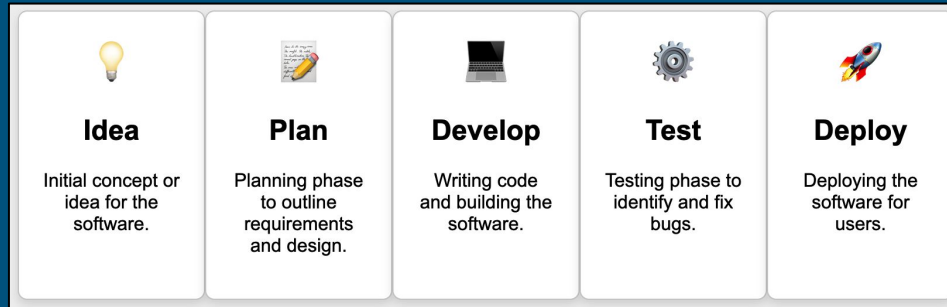 Idea
Initial concept or
idea for the
software.
Plan
Planning phase
to outline
requirements
and design.
Develop
Writing code
and building the
software.
Test
Testing phase to
identify and fix
bugs.
Deploy
Deploying the
software for
users.